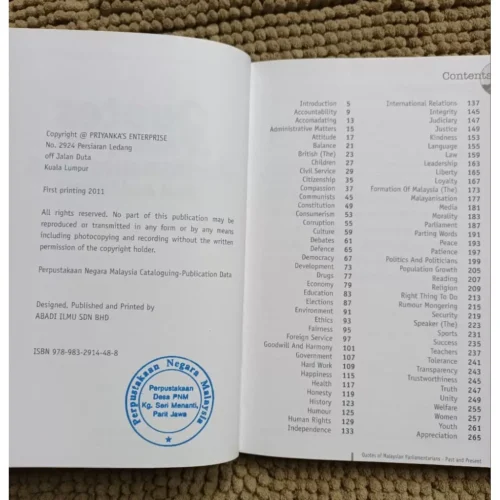 Copyright @ PRIYANKA'S ENTERPRISE
No. 2924 Persiaran Ledang
off Jalan Duta
Kuala Lumpur
First printing 2011
All rights reserved. No part of this publication may be
reproduced or transmitted in any form or by any means
including photocopying and recording without the written
permission of the copyright holder.
Perpustakaan Negara Malaysia Cataloguing-Publication Data
Designed, Published and Printed by
ABADI ILMU SDN BHD
ISBN 978-983-2914-48-8
Perpustakaan Negara Malaysia
Perpustakaan
Desa PNM
Kg. Seri Menanti,
Parit Jawa
Contents
Introduction 5
Accountability 9
Accomadating 13
Administrative Matters 15
Attitude 17
Balance 21
British (The) 23
Children 27
Civil Service 29
Citizenship 35
Compassion 37
Communists 45
Constitution 49
Consumerism 53
Corruption 55
Culture 59
Debates 61
Defence 65
Democracy 67
Development 73
Drugs 77
Economy 79
Education 83
Elections 87
Environment 91
Ethics 93
Fairness 95
Foreign Service 97
Goodwill And Harmony 101
Government 107
Hard Work 109
Happiness 115
Health 117
Honesty 119
History 123
Humour 125
Human Rights 129
Independence 133
International Relations 137
Integrity 145
Judiciary 147
Justice 149
Kindness 153
Language 155
Law 159
Leadership 163
Liberty 165
Loyalty 167
Formation Of Malaysia (The) 173
Malayanisation 177
Media 181
Morality 183
Parliament 187
Parting Words 191
Peace 193
Patience 197
Politics And Politicians 199
Population Growth 205
Reading 207
Religion 209
Right Thing To Do 213
Rumour Mongering 215
Security 217
Speaker (The) 223
Sports 231
Success 235
Teachers 237
Tolerance 241
Transparency 243
Trustworthiness 245
Truth 247
Unity 249
Welfare 255
Women 257
Youth 261
Appreciation 265
Quotes of Malaysian Parliamentarians - Past and Present